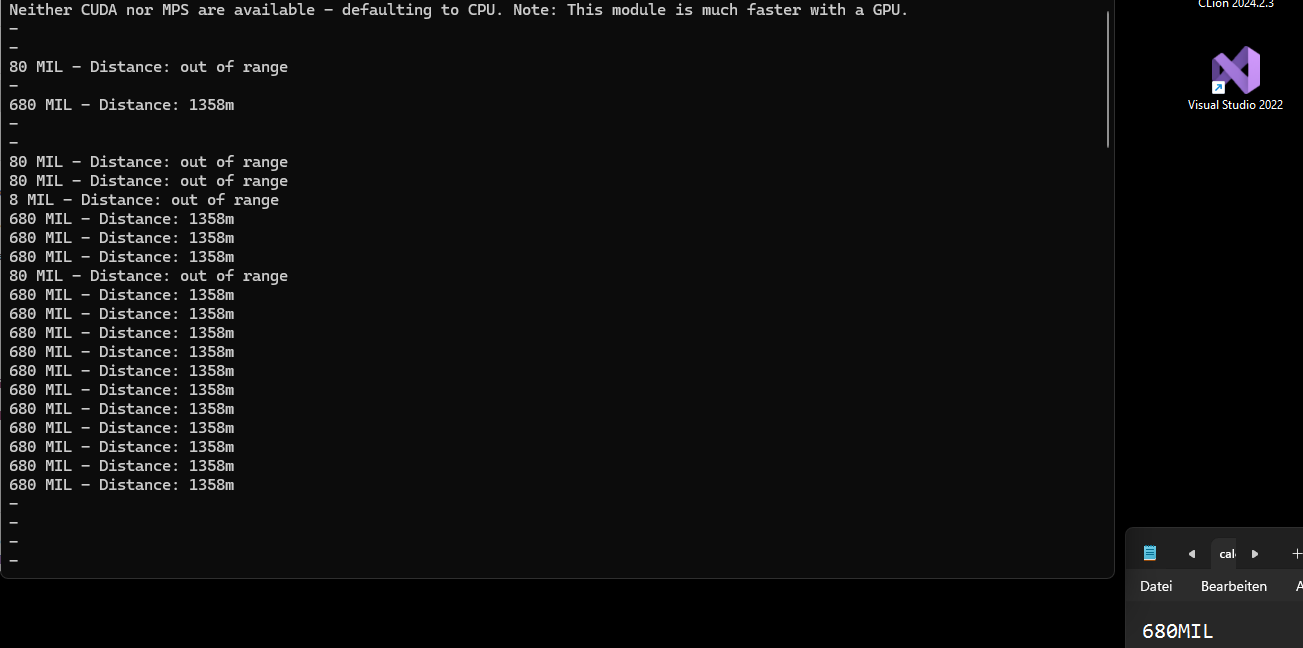 Neither CUDA nor MPS are available - defaulting to CPU. Note: This module is much faster with a GPU.
-
-
80 MIL - Distance: out of range
-
680 MIL - Distance: 1358m
-
-
80 MIL - Distance: out of range
80 MIL - Distance: out of range
8 MIL - Distance: out of range
680 MIL - Distance: 1358m
680 MIL - Distance: 1358m
680 MIL - Distance: 1358m
80 MIL - Distance: out of range
680 MIL - Distance: 1358m
680 MIL - Distance: 1358m
680 MIL - Distance: 1358m
680 MIL - Distance: 1358m
680 MIL - Distance: 1358m
680 MIL - Distance: 1358m
680 MIL - Distance: 1358m
680 MIL - Distance: 1358m
680 MIL - Distance: 1358m
680 MIL - Distance: 1358m
680 MIL - Distance: 1358m
-
-
-
-
CLion 2024.2.3
Visual Studio 2022
cal
Datei Bearbeiten A
680MIL